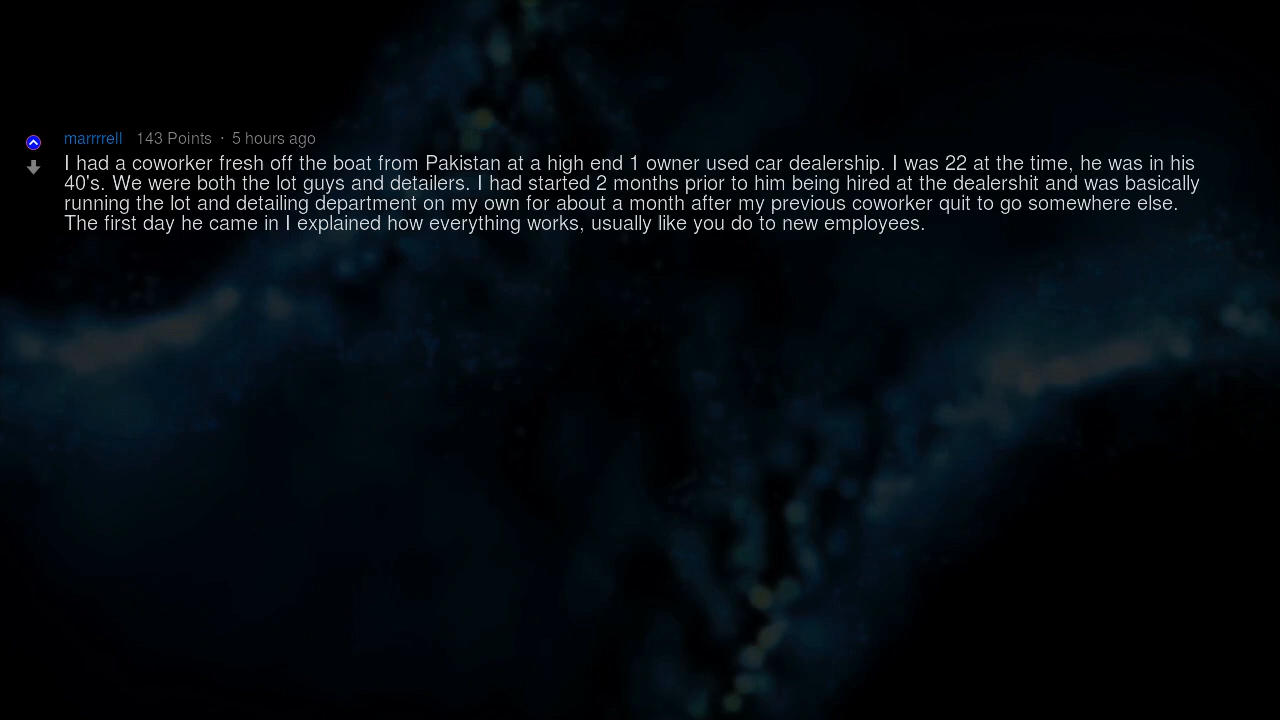 marrrrell 143 Points · 5 hours ago
I had a coworker fresh off the boat from Pakistan at a high end 1 owner used car dealership. I was 22 at the time, he was in his
40's. We were both the lot guys and detailers. I had started 2 months prior to him being hired at the dealershit and was basically
running the lot and detailing department on my own for about a month after my previous coworker quit to go somewhere else.
The first day he came in I explained how everything works, usually like you do to new employees.